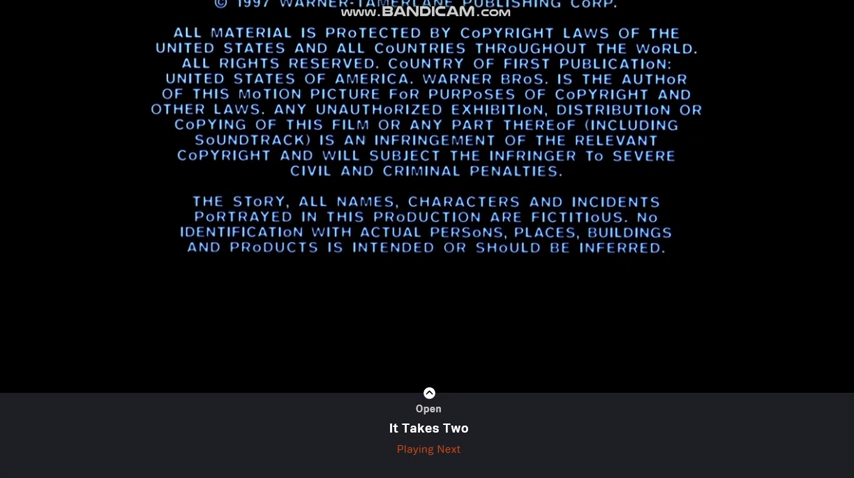 © 1997 WARNER-TAMERLANE PUBLISHING CoRP.
www.BANDICAM.com
ALL MATERIAL IS PRoTECTED BY CoPYRIGHT LAWS OF THE
UNITED STATES AND ALL CoUNTRIES THRoUGHOUT THE WoRLD.
ALL RIGHTS RESERVED. CoUNTRY OF FIRST PUBLICATIoN:
UNITED STATES OF AMERICA. WARNER BRoS. IS THE AUTHoR
OF THIS MoTION PICTURE FoR PURPoSES OF CoPYRIGHT AND
OTHER LAWS. ANY UNAUTHoRIZED EXHIBITIoN, DISTRIBUTIoN OR
CoPYING OF THIS FILM OR ANY PART THEREoF (INCLUDING
SoUNDTRACK) IS AN INFRINGEMENT OF THE RELEVANT
CoPYRIGHT AND WILL SUBJECT THE INFRINGER To SEVERE
CIVIL AND CRIMINAL PENALTIES.
THE SToRY, ALL NAMES, CHARACTERS AND INCIDENTS
PoRTRAYED IN THIS PRoDUCTION ARE FICTITIoUS. No
IDENTIFICATIoN WITH ACTUAL PERSoNS, PLACES, BUILDINGS
AND PRoDUCTS IS INTENDED OR SHoULD BE INFERRED.
Open
It Takes Two
Playing Next